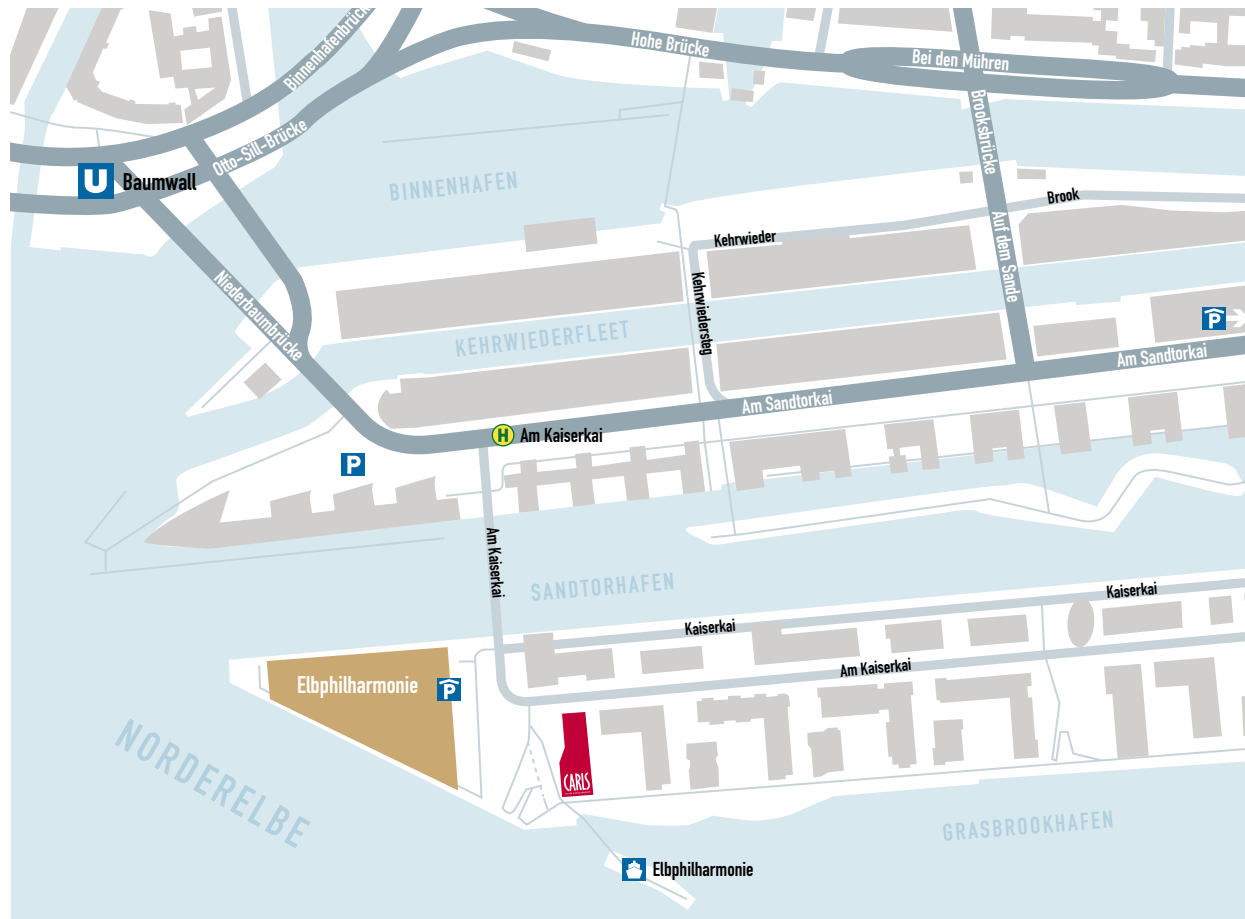 Binnenhafenbrücke
Hohe Brücke
Bei den Mühren
Otto-Sill-Brücke
Brooksbrücke
U
Baumwall
BINNENHAFEN
Brook
Kehrwieder
Auf dem Sande
Niederbaumbrücke
Kehrwiedersteg
KEHRWIEDERFLEET
P
Am Sandtorkai
Am Sandtorkai
H
Am Kaiserkai
P
Am Kaiserkai
SANDTORHAFEN
Kaiserkai
Kaiserkai
Am Kaiserkai
Elbphilharmonie
P
NORDERELBE
CARLS
GRASBROOKHAFEN
Elbphilharmonie